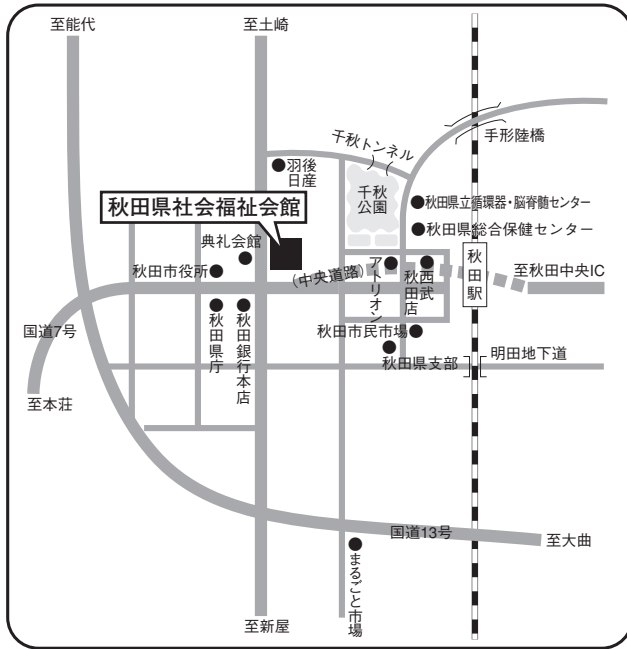 至能代
至土崎
手形陸橋
千秋トンネル
羽後
日産
千秋
公園
秋田県立循環器・脳脊髄センター
秋田県総合保健センター
秋田県社会福祉会館
典礼会館
秋田市役所
(中央道路)
アトリオン
西武
秋田店
秋田駅
至秋田中央IC
国道7号
秋田県庁
秋田銀行本店
秋田市民市場
秋田県支部
明田地下道
至本荘
国道13号
至大曲
まるごと市場
至新屋